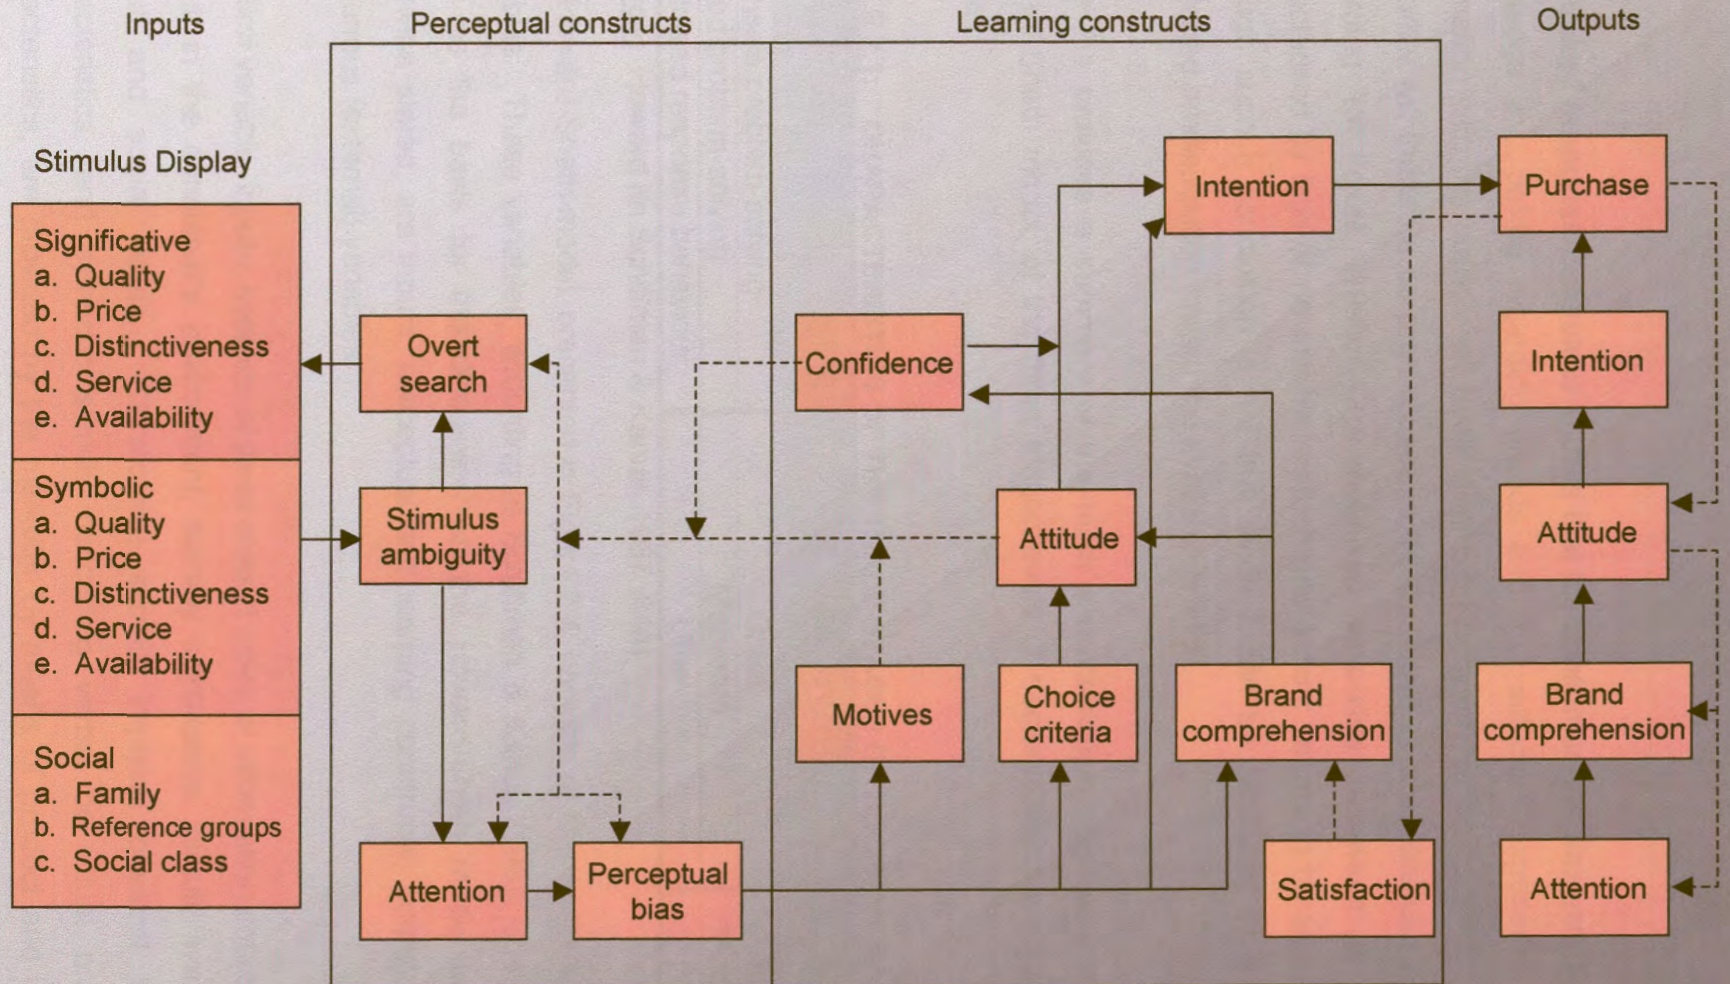 Inputs
Perceptual constructs
Learning constructs
Outputs
Stimulus Display
Significative
a. Quality
b. Price
c. Distinctiveness
d. Service
e. Availability
Symbolic
a. Quality
b. Price
c. Distinctiveness
d. Service
e. Availability
Social
a. Family
b. Reference groups
c. Social class
Overt
search
Stimulus
ambiguity
Attention
Perceptual
bias
Confidence
Motives
Intention
Attitude
Choice
criteria
Brand
comprehension
Satisfaction
Purchase
Intention
Attitude
Brand
comprehension
Attention